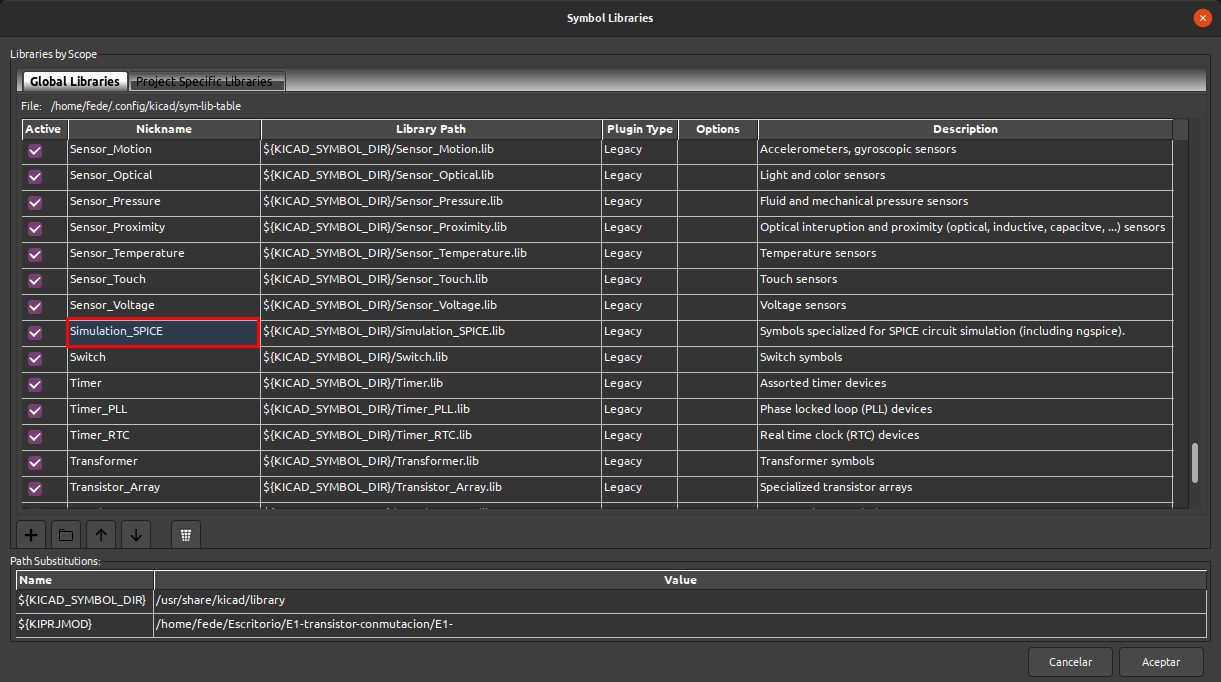 Symbol Libraries
Libraries by Scope
Global Libraries Project Specific Libraries
File: /home/fede/.config/kicad/sym-lib-table
Active Nickname Library Path Plugin Type Options Description
Sensor_Motion ${KICAD_SYMBOL_DIR}/Sensor_Motion.lib Legacy Accelerometers, gyroscopic sensors
Sensor_Optical ${KICAD_SYMBOL_DIR}/Sensor_Optical.lib Legacy Light and color sensors
Sensor_Pressure ${KICAD_SYMBOL_DIR}/Sensor_Pressure.lib Legacy Fluid and mechanical pressure sensors
Sensor_Proximity ${KICAD_SYMBOL_DIR}/Sensor_Proximity.lib Legacy Optical interuption and proximity (optical, inductive, capacitve, ...) sensors
Sensor_Temperature ${KICAD_SYMBOL_DIR}/Sensor_Temperature.lib Legacy Temperature sensors
Sensor_Touch ${KICAD_SYMBOL_DIR}/Sensor_Touch.lib Legacy Touch sensors
Sensor_Voltage ${KICAD_SYMBOL_DIR}/Sensor_Voltage.lib Legacy Voltage sensors
Simulation_SPICE ${KICAD_SYMBOL_DIR}/Simulation_SPICE.lib Legacy Symbols specialized for SPICE circuit simulation (including ngspice).
Switch ${KICAD_SYMBOL_DIR}/Switch.lib Legacy Switch symbols
Timer ${KICAD_SYMBOL_DIR}/Timer.lib Legacy Assorted timer devices
Timer_PLL ${KICAD_SYMBOL_DIR}/Timer_PLL.lib Legacy Phase locked loop (PLL) devices
Timer_RTC ${KICAD_SYMBOL_DIR}/Timer_RTC.lib Legacy Real time clock (RTC) devices
Transformer ${KICAD_SYMBOL_DIR}/Transformer.lib Legacy Transformer symbols
Transistor_Array ${KICAD_SYMBOL_DIR}/Transistor_Array.lib Legacy Specialized transistor arrays
Path Substitutions:
Name Value
${KICAD_SYMBOL_DIR} /usr/share/kicad/library
${KIPRJMOD} /home/fede/Escritorio/E1-transistor-conmutacion/E1-
Cancelar Aceptar